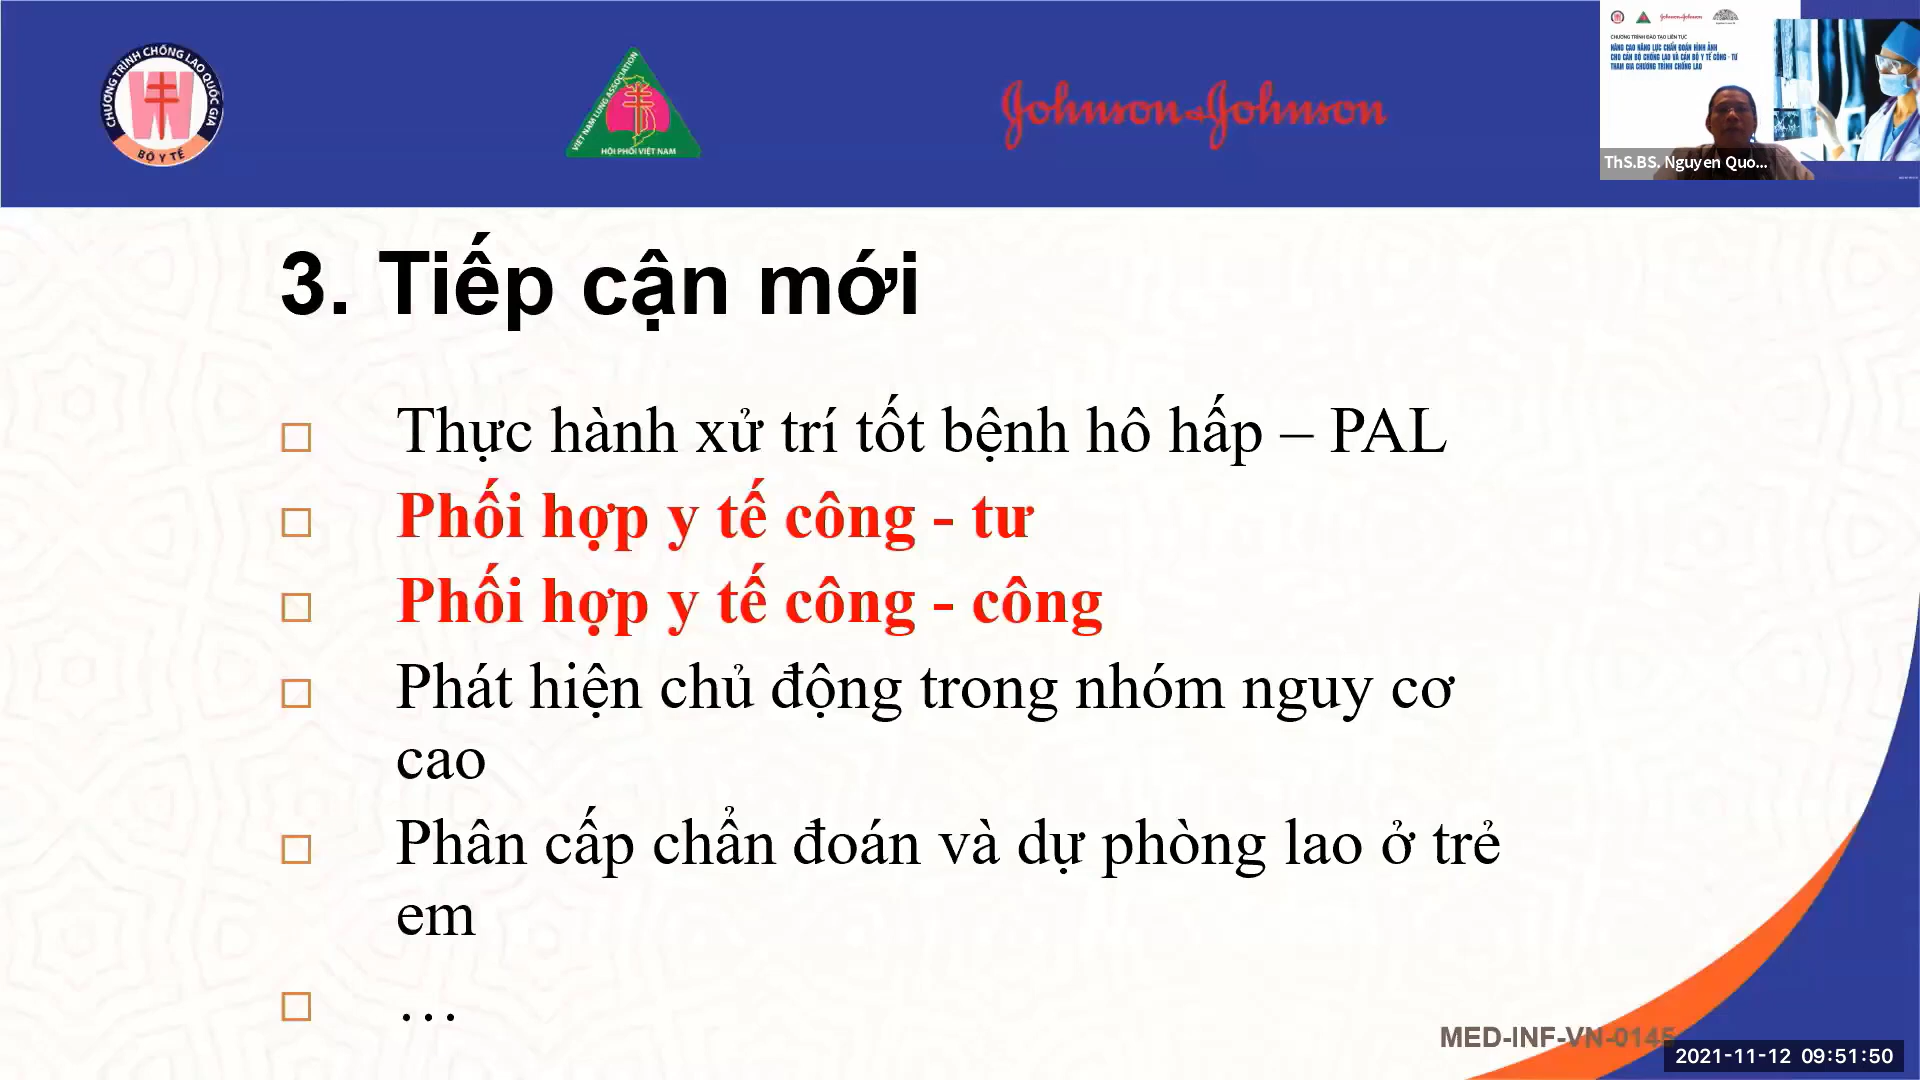 CHƯƠNG TRÌNH CHỐNG LAO QUỐC GIA
BỘ Y TẾ
VIET NAM LUNG ASSOCIATION
HỘI PHỔI VIỆT NAM
Johnson & Johnson
Johnson & Johnson
CHƯƠNG TRÌNH ĐÀO TẠO LIÊN TỤC
NÂNG CAO NĂNG LỰC CHẨN ĐOÁN HÌNH ẢNH
CHO CÁN BỘ CHỐNG LAO VÀ CÁN BỘ Y TẾ CÔNG - TƯ
THAM GIA CHƯƠNG TRÌNH CHỐNG LAO
ThS.BS. Nguyen Quo...
3. Tiếp cận mới
Thực hành xử trí tốt bệnh hô hấp – PAL
Phối hợp y tế công - tư
Phối hợp y tế công - công
Phát hiện chủ động trong nhóm nguy cơ
cao
Phân cấp chẩn đoán và dự phòng lao ở trẻ
em
…
MED-INF-VN-0145
2021-11-12 09:51:50